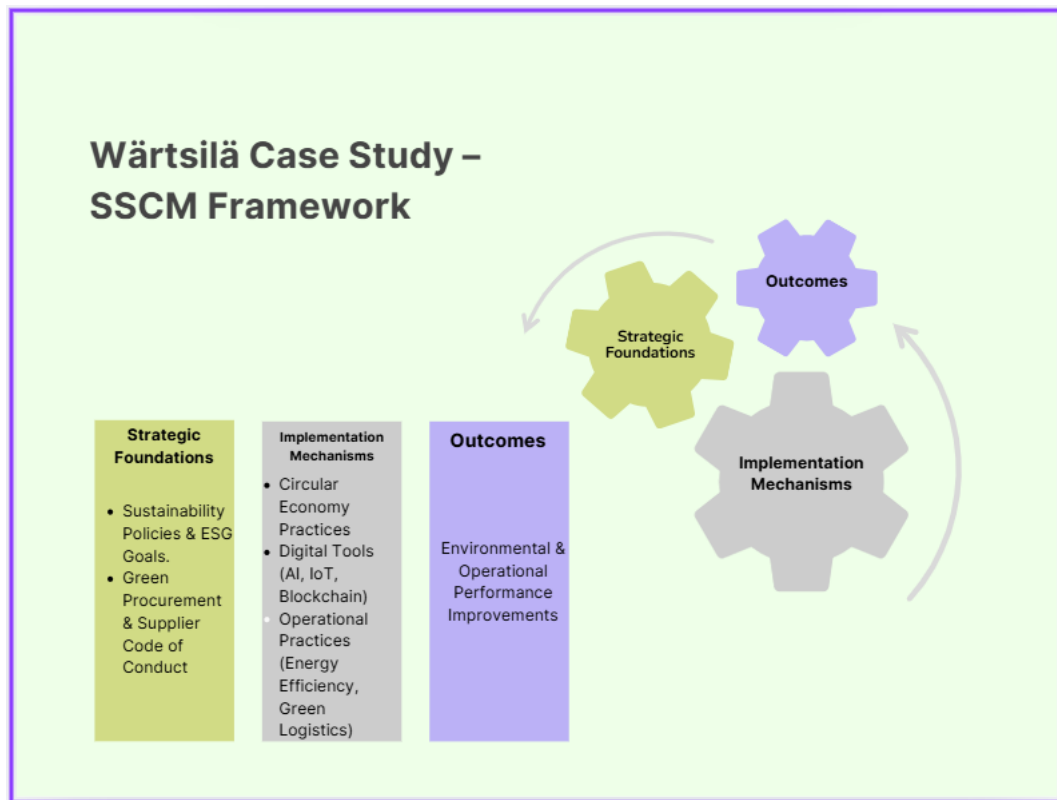 Wärtsilä Case Study –
SSCM Framework
Outcomes
Strategic
Foundations
Implementation
Mechanisms
Strategic
Foundations
• Sustainability
Policies & ESG
Goals.
• Green
Procurement
& Supplier
Code of
Conduct
Implementation
Mechanisms
• Circular
Economy
Practices
• Digital Tools
(AI, IoT,
Blockchain)
• Operational
Practices
(Energy
Efficiency,
Green
Logistics)
Outcomes
Environmental &
Operational
Performance
Improvements